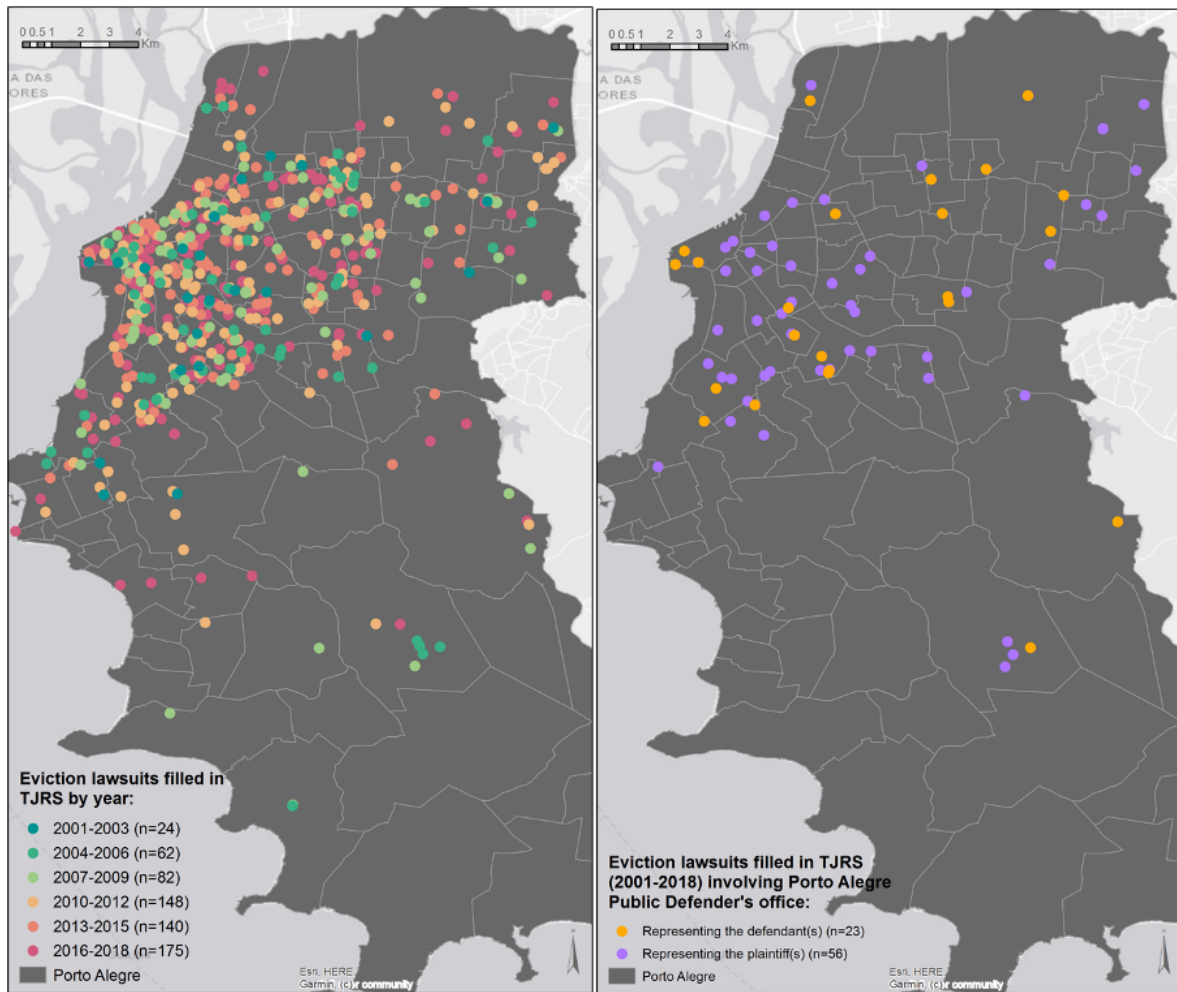 0 0.5 1 2 3 4
Km
A DAS
ORES
Eviction lawsuits filled in
TJRS by year:
2001-2003 (n=24)
2004-2006 (n=62)
2007-2009 (n=82)
2010-2012 (n=148)
2013-2015 (n=140)
2016-2018 (n=175)
Porto Alegre
Esri, HERE
Garmin, (c)or community
0 0.5 1 2 3 4
Km
A DAS
ORES
Eviction lawsuits filled in TJRS
(2001-2018) involving Porto Alegre
Public Defender's office:
Representing the defendant(s) (n=23)
Representing the plaintiff(s) (n=56)
Porto Alegre
Esri, HERE
Garmin, (c)or community